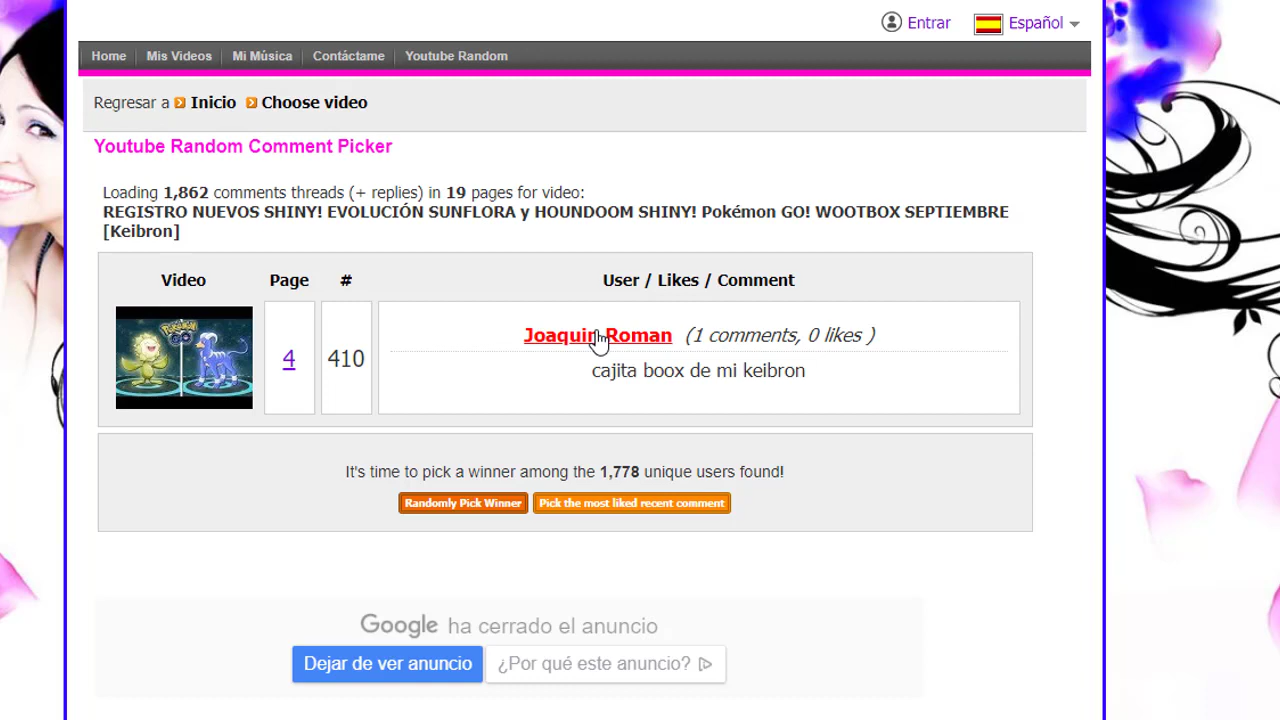 Entrar Español
Home Mis Videos Mi Música Contáctame Youtube Random
Regresar a Inicio Choose video
Youtube Random Comment Picker
Loading 1,862 comments threads (+ replies) in 19 pages for video:
REGISTRO NUEVOS SHINY! EVOLUCIÓN SUNFLORA y HOUNDOOM SHINY! Pokémon GO! WOOTBOX SEPTIEMBRE
[Keibron]
Video Page # User / Likes / Comment
Pokémon
GO
Joaquin Roman (1 comments, 0 likes )
4 410
cajita boox de mi keibron
It's time to pick a winner among the 1,778 unique users found!
Randomly Pick Winner Pick the most liked recent comment
Google ha cerrado el anuncio
Dejar de ver anuncio ¿Por qué este anuncio?